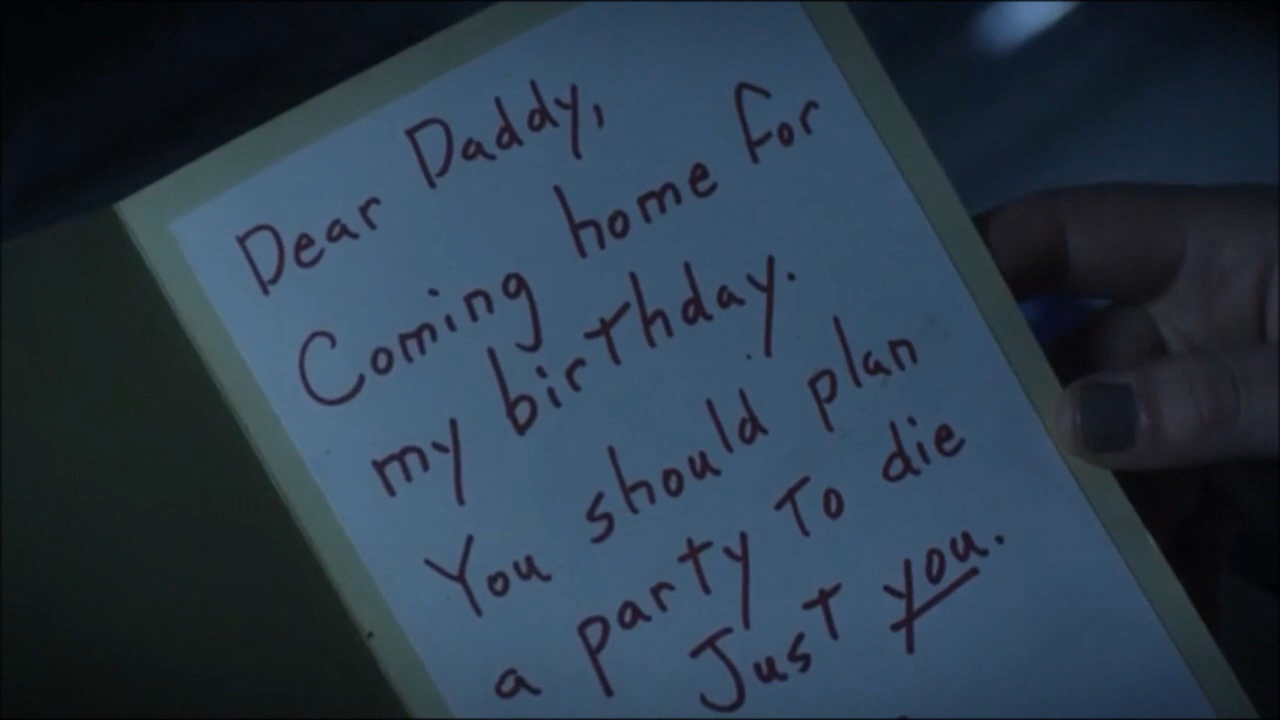 Dear Daddy,
Coming home for
my birthday.
You should plan
a party To die
Just you.